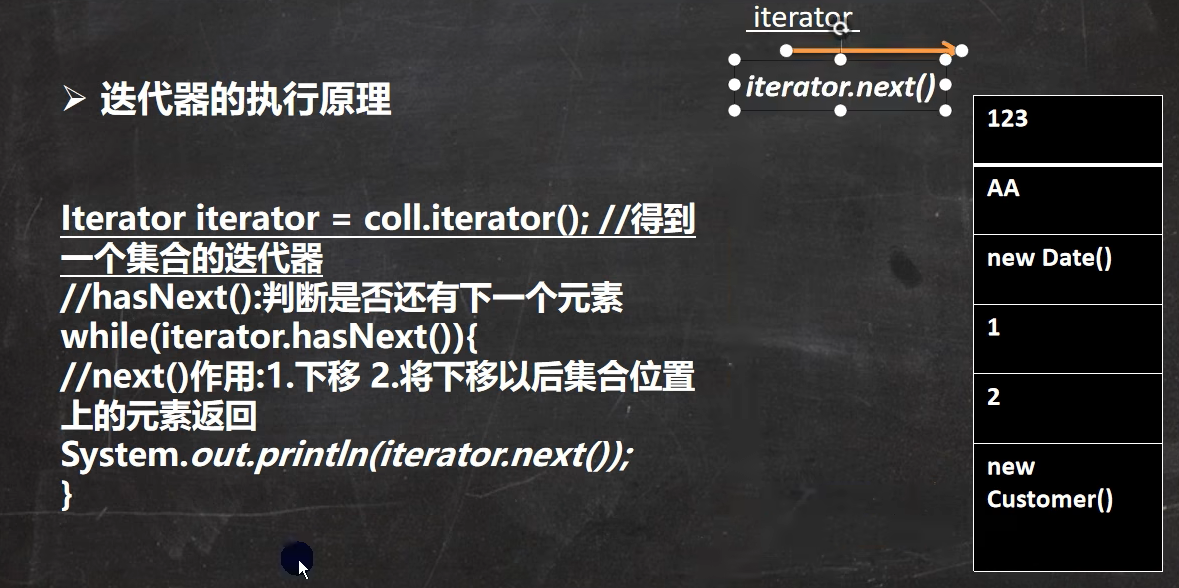 iterator
iterator.next()
➢ 迭代器的执行原理
Iterator iterator = coll.iterator(); //得到
一个集合的迭代器
//hasNext():判断是否还有下一个元素
while(iterator.hasNext()){
//next()作用:1.下移 2.将下移以后集合位置
上的元素返回
System.out.println(iterator.next());
}
123
AA
new Date()
1
2
new
Customer()